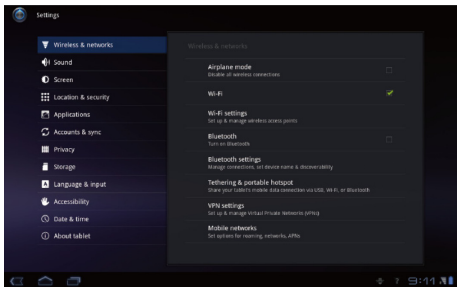 Settings
Wireless & networks
Sound
Screen
Location & security
Applications
Accounts & sync
Privacy
Storage
Language & input
Accessibility
Date & time
About tablet
Wireless & networks
Airplane mode
Disable all wireless connections
Wi-Fi
Wi-Fi settings
Set up & manage wireless access points
Bluetooth
Turn on Bluetooth
Bluetooth settings
Manage connections, set device name & discoverability
Tethering & portable hotspot
Share your tablet's mobile data connection via USB, Wi-Fi, or Bluetooth
VPN settings
Set up & manage Virtual Private Networks (VPNs)
Mobile networks
Set options for roaming, networks, APNs
9:11